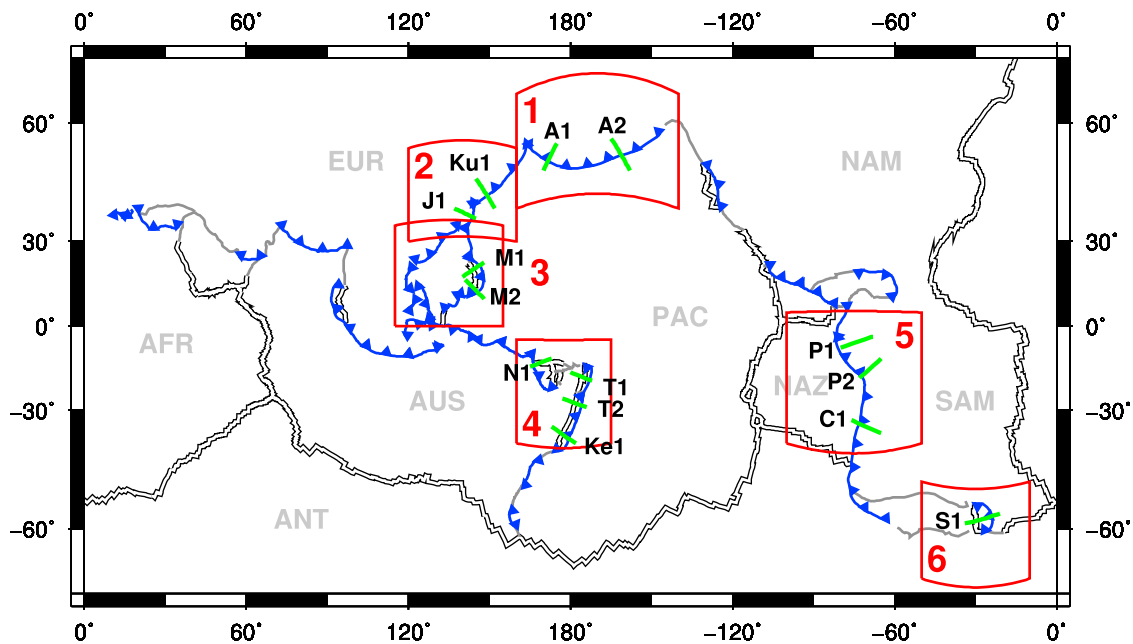 0° 60° 120° 180° −120° −60° 0°
60° 60°
1 A1 A2
EUR 2 Ku1 NAM
J1
30° 30°
3 M1
M2
0° PAC 0°
AFR 5
P1
N1 T1 P2 NAZ
AUS T2 SAM
−30° −30°
4 Ke1 C1
ANT S1
−60° −60°
6
0° 60° 120° 180° −120° −60° 0°